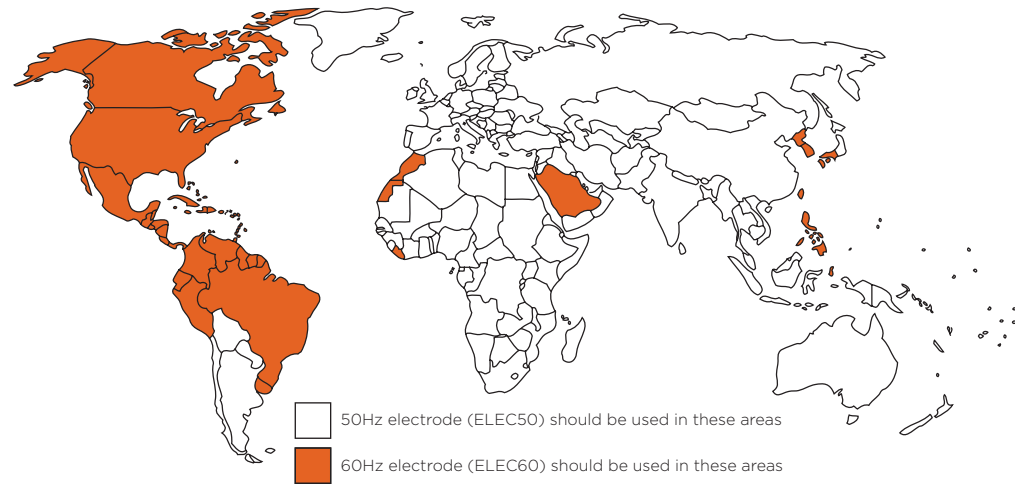 50Hz electrode (ELEC50) should be used in these areas
60Hz electrode (ELEC60) should be used in these areas